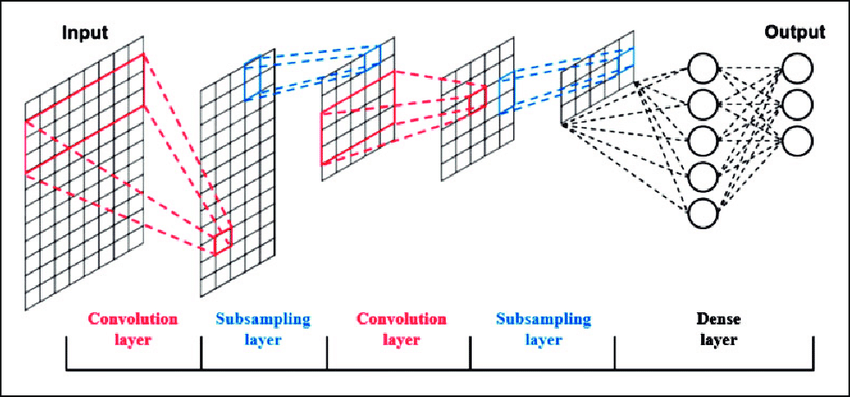 Input
Output
Convolution
layer
Subsampling
layer
Convolution
layer
Subsampling
layer
Dense
layer